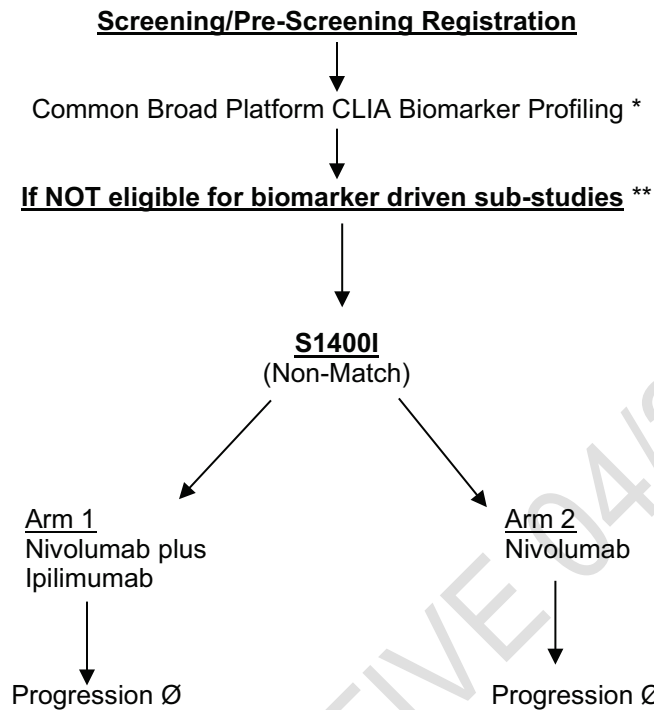 Screening/Pre-Screening Registration
Common Broad Platform CLIA Biomarker Profiling *
If NOT eligible for biomarker driven sub-studies **
S1400I
(Non-Match)
Arm 1
Nivolumab plus
Ipilimumab
Arm 2
Nivolumab
Progression Ø
Progression Ø